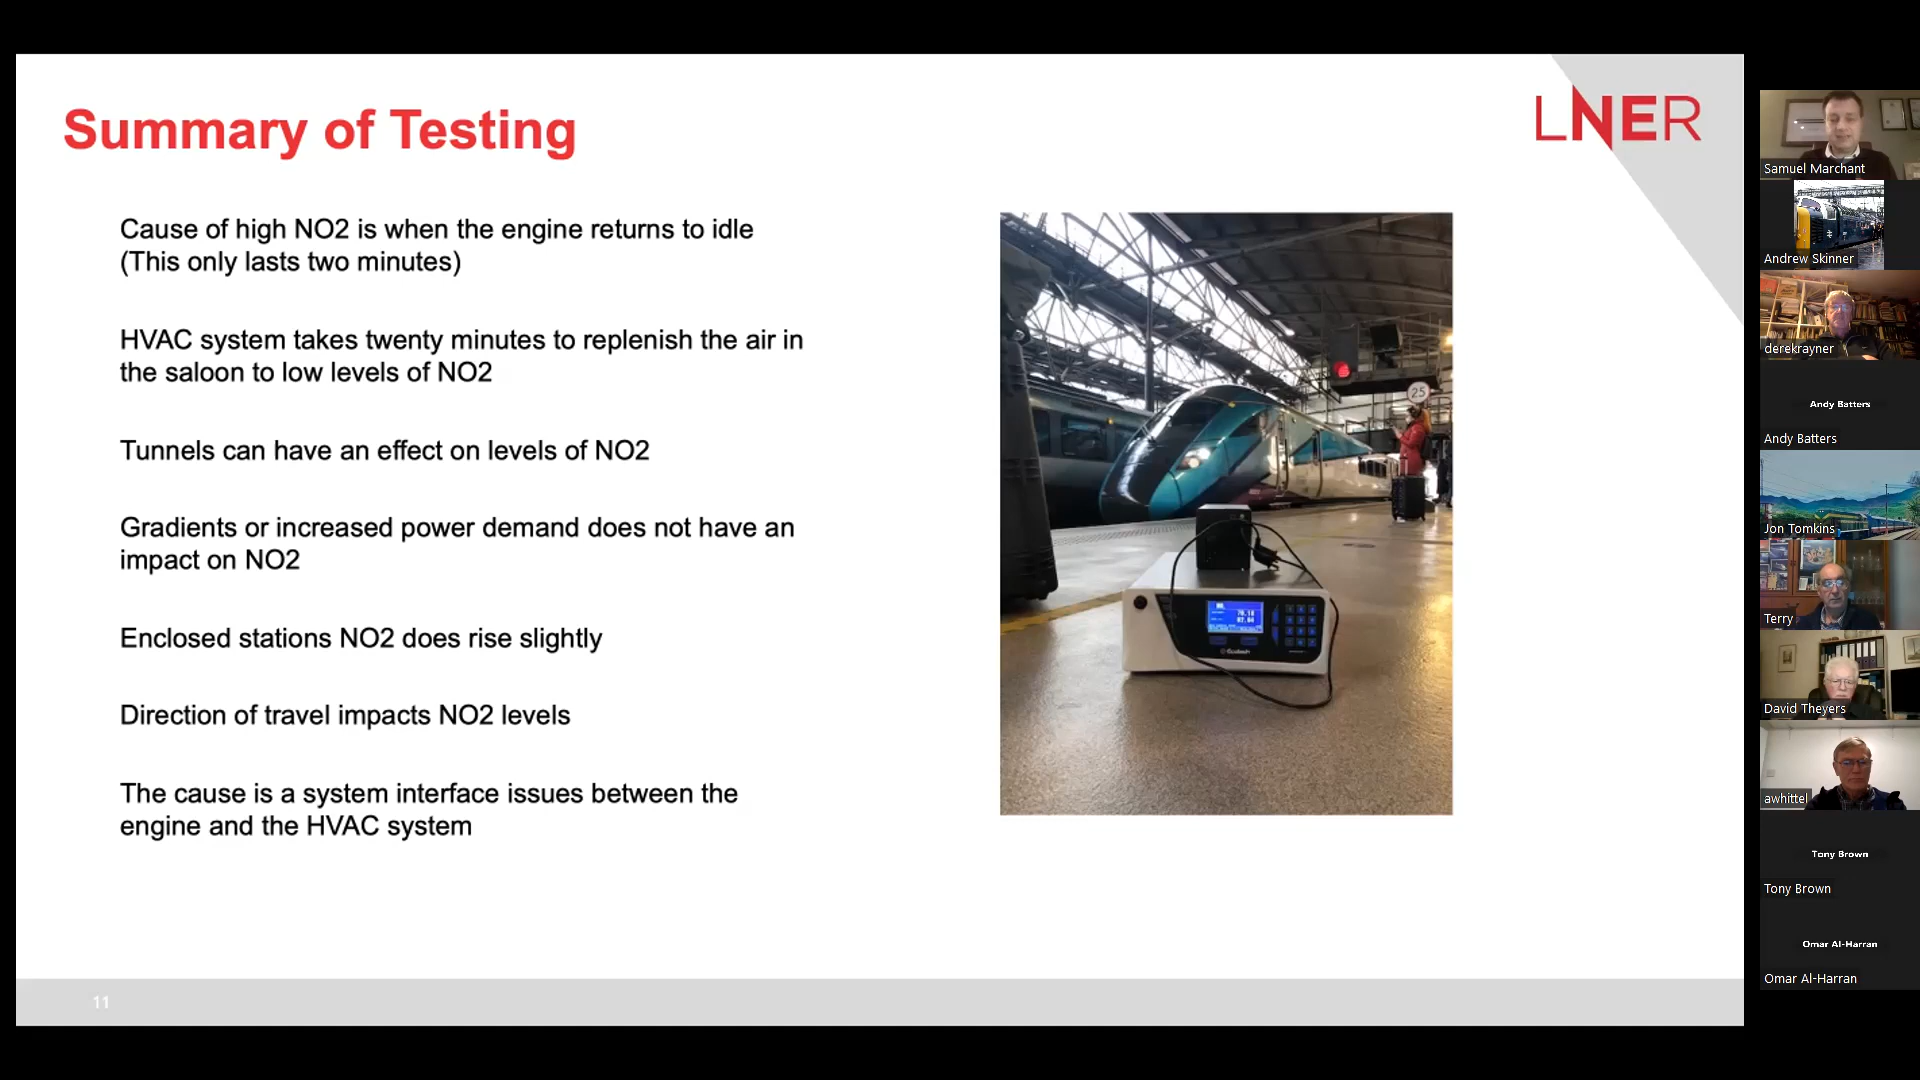 Summary of Testing
LNER
Cause of high NO2 is when the engine returns to idle
(This only lasts two minutes)
HVAC system takes twenty minutes to replenish the air in
the saloon to low levels of NO2
Tunnels can have an effect on levels of NO2
Gradients or increased power demand does not have an
impact on NO2
Enclosed stations NO2 does rise slightly
Direction of travel impacts NO2 levels
The cause is a system interface issues between the
engine and the HVAC system
25
11
Samuel Marchant
Andrew Skinner
derekrayner
Andy Batters
Andy Batters
Jon Tomkins
Terry
David Theyers
awhittel
Tony Brown
Tony Brown
Omar Al-Harran
Omar Al-Harran